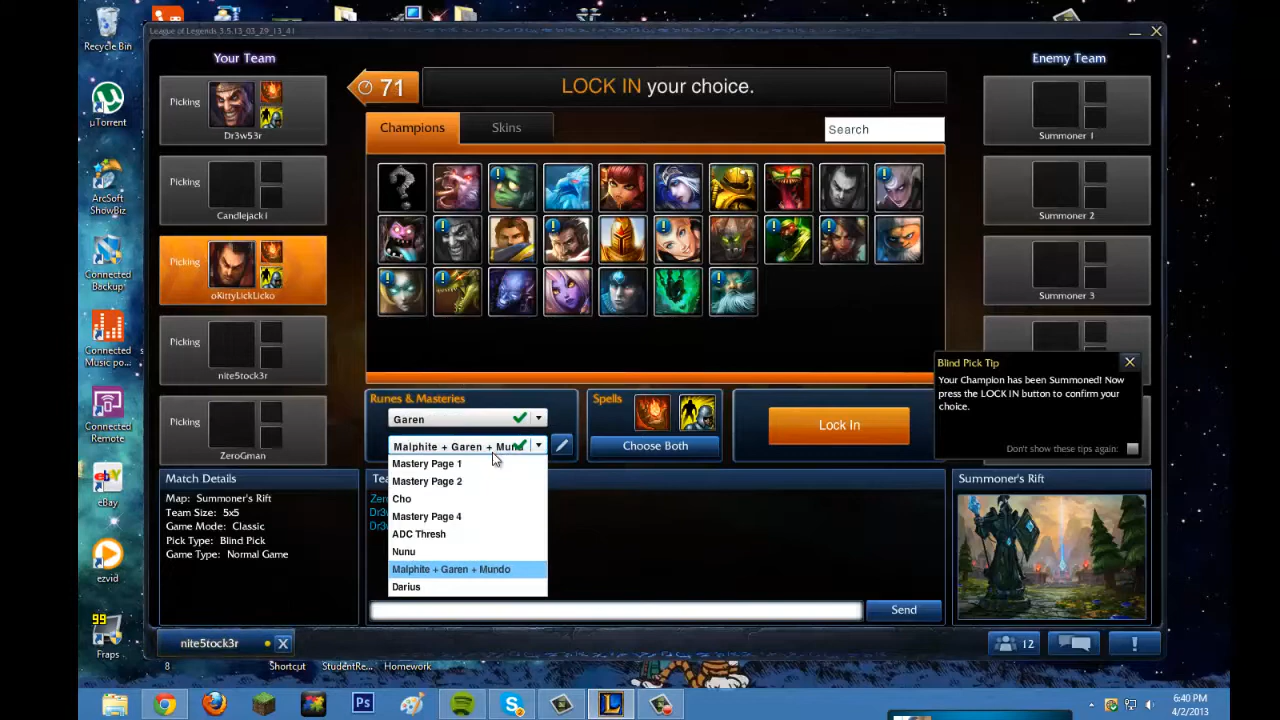 League of Legends 3.5.13_03_29_13_41
Recycle Bin
µTorrent
ArcSoft
ShowBiz
Connected
Backup
Connected
Music po...
Connected
Remote
eBay
ezvid
99
Fraps
Your Team
Picking
Dr3w53r
Picking
Candlejack1
Picking
oKittyLickLicko
Picking
nite5tock3r
Picking
ZeroGman
71
LOCK IN your choice.
Champions
Skins
Search
Enemy Team
Summoner 1
Summoner 2
Summoner 3
Blind Pick Tip
Your Champion has been Summoned! Now
press the LOCK IN button to confirm your
choice.
Don't show these tips again:
Runes & Masteries
Garen
Malphite + Garen + Mun
Mastery Page 1
Mastery Page 2
Cho
Mastery Page 4
ADC Thresh
Nunu
Malphite + Garen + Mundo
Darius
Spells
Choose Both
Lock In
Match Details
Map: Summoner's Rift
Team Size: 5x5
Game Mode: Classic
Pick Type: Blind Pick
Game Type: Normal Game
Summoner's Rift
Send
nite5tock3r
12
8
Shortcut
StudentRe...
Homework
Ps
6:40 PM
4/2/2013